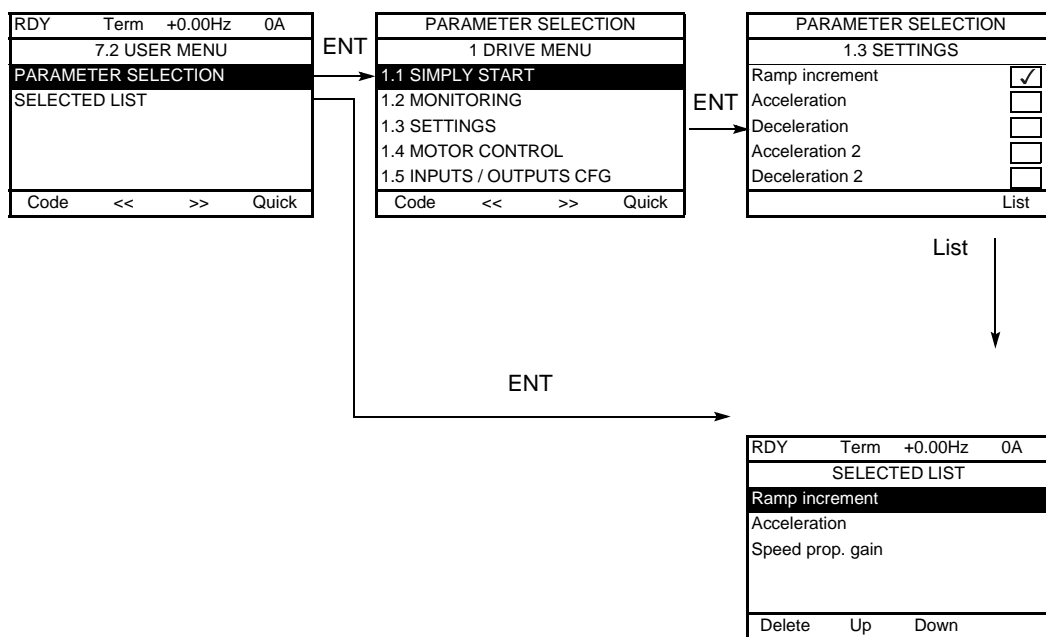 RDY Term +0.00Hz 0A
7.2 USER MENU
PARAMETER SELECTION
SELECTED LIST
Code << >> Quick
ENT
PARAMETER SELECTION
1 DRIVE MENU
1.1 SIMPLY START
1.2 MONITORING
1.3 SETTINGS
1.4 MOTOR CONTROL
1.5 INPUTS / OUTPUTS CFG
Code << >> Quick
ENT
PARAMETER SELECTION
1.3 SETTINGS
Ramp increment ✓
Acceleration
Deceleration
Acceleration 2
Deceleration 2
List
List
ENT
RDY Term +0.00Hz 0A
SELECTED LIST
Ramp increment
Acceleration
Speed prop. gain
Delete Up Down